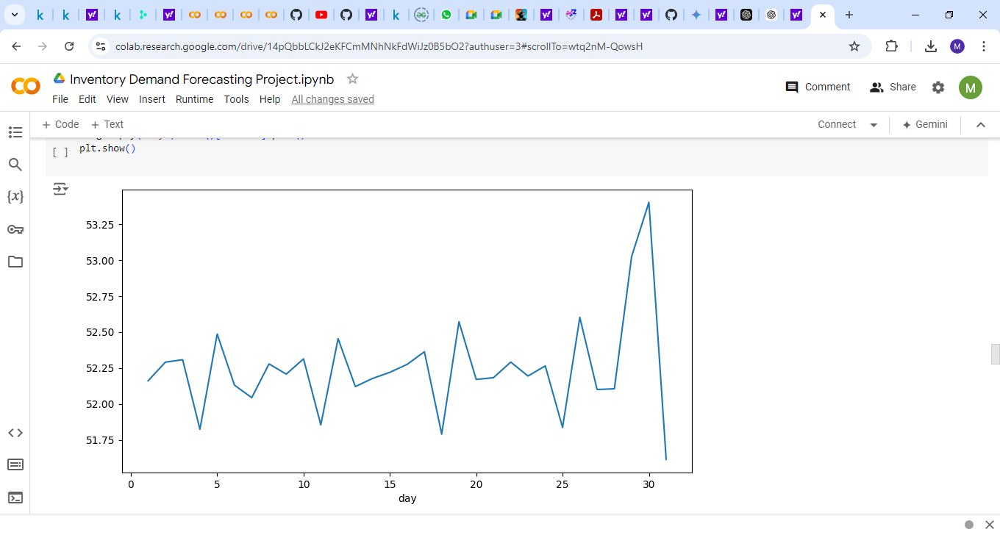 colab.research.google.com/drive/14pQbbLCkJ2eKFCmMNhNkFdWiJz0B5bO2?authuser=3#scrollTo=wtq2nM-QowsH
M
CO Inventory Demand Forecasting Project.ipynb
File Edit View Insert Runtime Tools Help All changes saved
Comment Share M
+ Code + Text
Connect Gemini
[ ] plt.show()
{x}
53.25
53.00
52.75
52.50
52.25
52.00
51.75
0 5 10 15 20 25 30
day